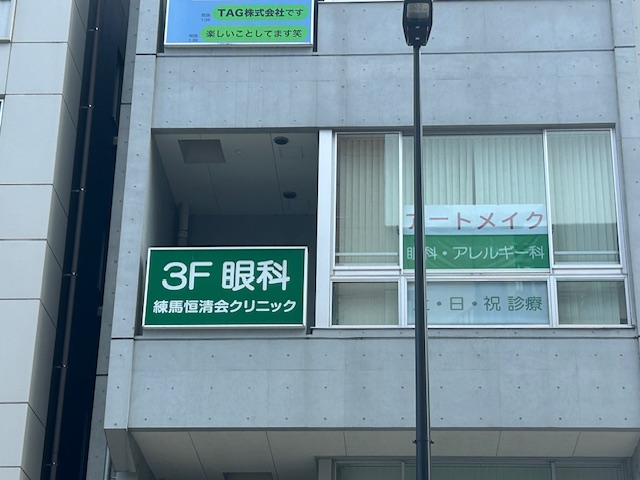 TAG株式会社です
楽しいことしてます笑
アートメイク
眼科・アレルギー科
・日・祝 診療
3F 眼科
練馬恒清会クリニック